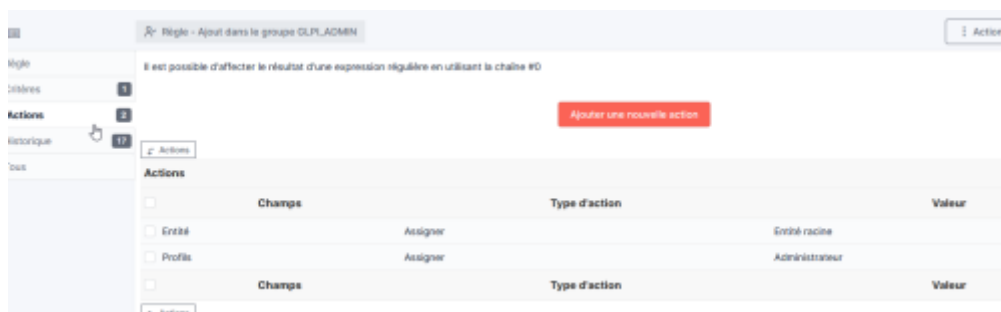 Règle - Ajout dans le groupe GLPI_ADMIN
Action
Règle
Il est possible d'affecter le résultat d'une expression régulière en utilisant la chaîne #0
Critères 1
Actions 2
Ajouter une nouvelle action
Historique 17
Actions
Tous
Actions
Champs Type d'action Valeur
Entité Assigner Entité racine
Profils Assigner Administrateur
Champs Type d'action Valeur
Actions